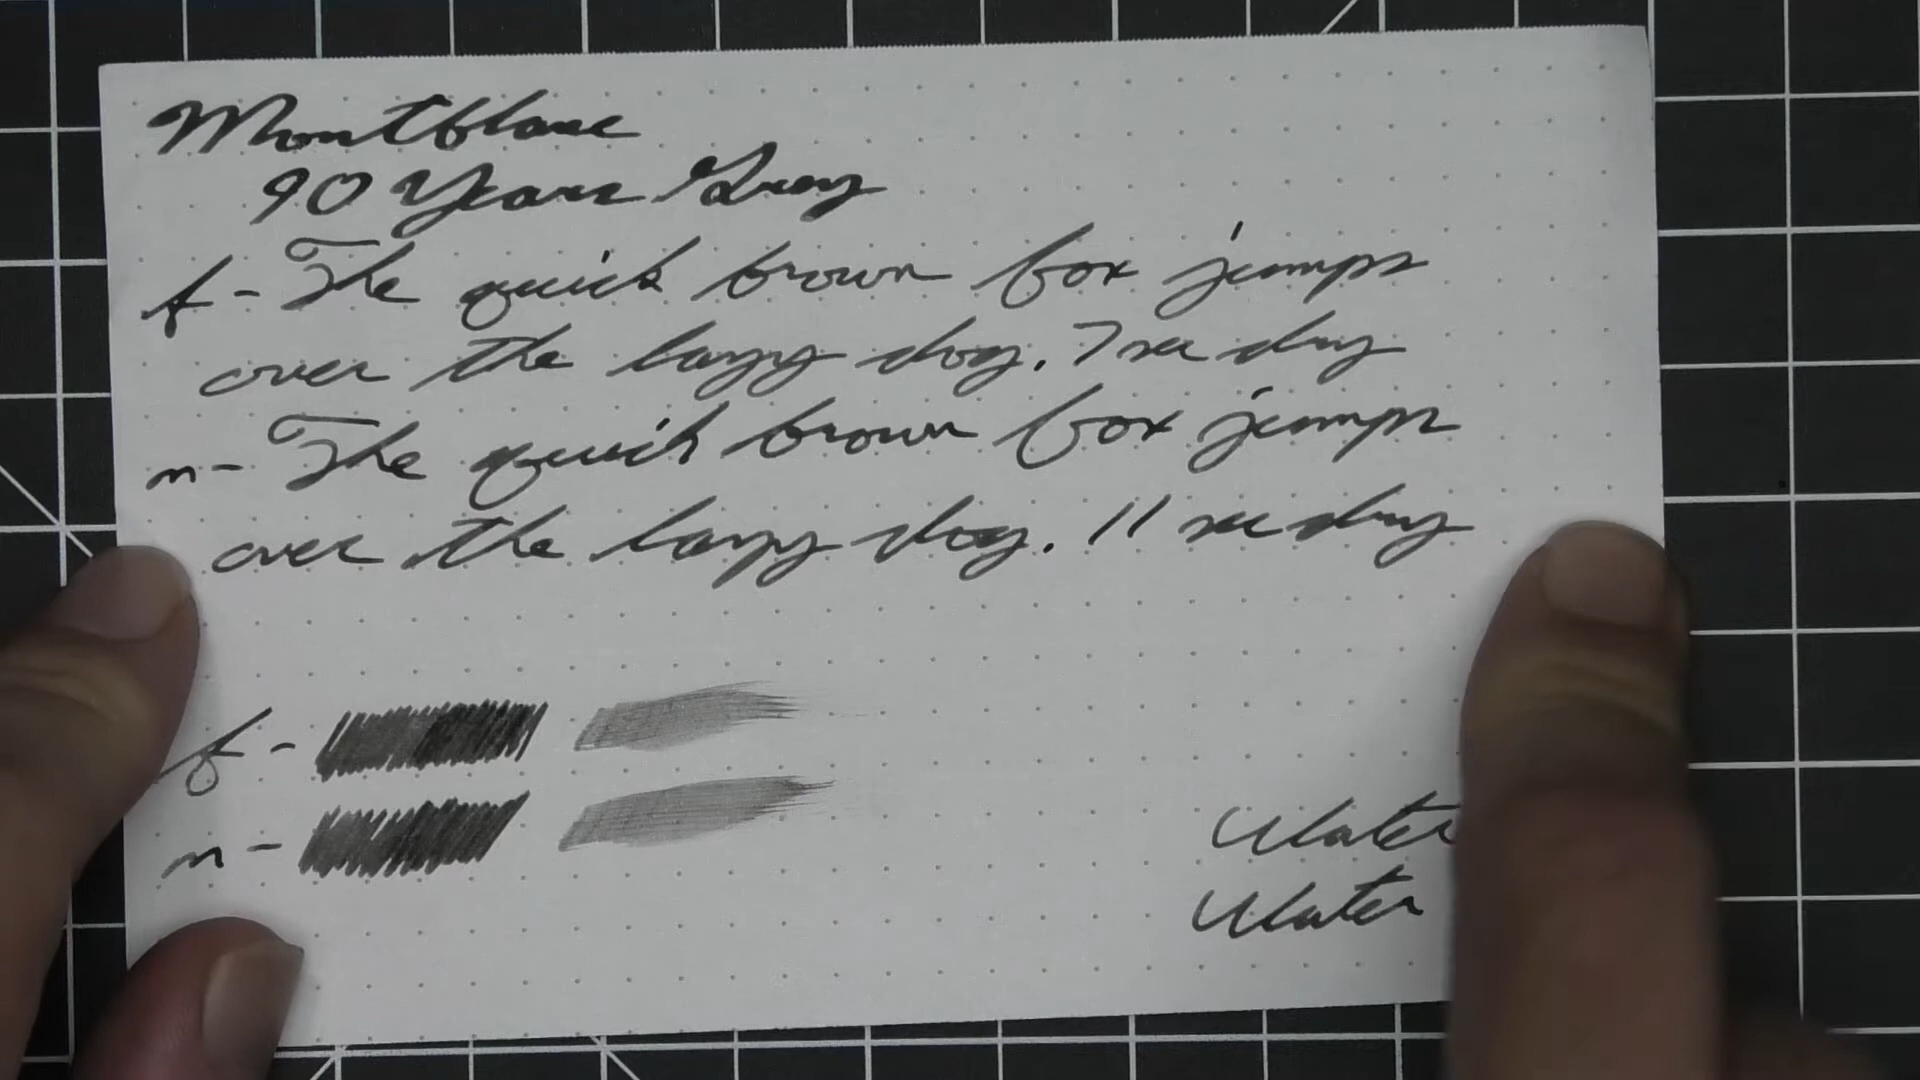 Montblanc
90 Years Grey
f - The quick brown fox jumps
over the lazy dog. 7 sec dry
m - The quick brown fox jumps
over the lazy dog. 11 sec dry
f -
m -
Water
Water